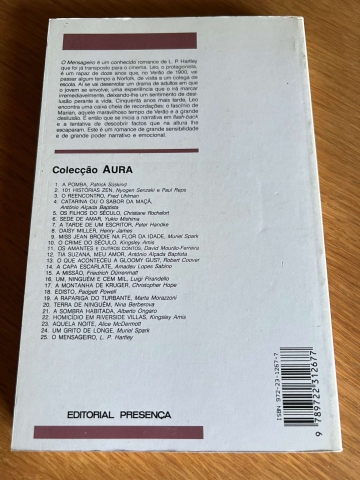 O Mensageiro é um conhecido romance de L. P. Hartley
que foi já transposto para o cinema. Leo, o protagonista,
é um rapaz de doze anos que, no Verão de 1900, vai
passar algum tempo a Norfolk, de visita a um colega de
escola. Aí se vai desenrolar um drama de adultos em que
o jovem se envolve; uma experiência que o irá marcar
irremediavelmente, deixando-lhe um sentimento de des-
ilusão perante a vida. Cinquenta anos mais tarde, Leo
encontra uma caixa cheia de recordações: o fascínio de
Marian, aquele maravilhoso tempo de Verão e a grande
desilusão. E então que se inicia a narrativa em flash-back
e a tentativa de descobrir factos que na altura lhe
escaparam. Este é um romance de grande sensibilidade
e de grande poder narrativo e emocional.
Colecção AURA
1. A POMBA, Patrick Süskind
2. 101 HISTÓRIAS ZEN, Nyogen Senzaki e Paul Reps
3. O REENCONTRO, Fred Uhlman
4. CATARINA OU O SABOR DA MAÇÃ,
António Alçada Baptista
5. OS FILHOS DO SÉCULO, Christiane Rochefort
6. SEDE DE AMAR, Yukio Mishima
7. A TARDE DE UM ESCRITOR, Peter Handke
8. DAISY MILLER, Henry James
9. MISS JEAN BRODIE NA FLOR DA IDADE, Muriel Spark
10. O CRIME DO SÉCULO, Kingsley Amis
11. OS AMANTES E OUTROS CONTOS, David Mourão-Ferreira
12. TIA SUZANA, MEU AMOR, António Alçada Baptista
13. O QUE ACONTECEU A GLOOMY GUS?, Robert Coover
14. A CAPA ESCARLATE, Amadeu Lopes Sabino
15. A MISSÃO, Friedrich Dürrenmatt
16. UM, NINGUÉM E CEM MIL, Luigi Pirandello
17. A MONTANHA DE KRUGER, Christopher Hope
18. EDISTO, Padgett Powell
19. A RAPARIGA DO TURBANTE, Marta Morazzoni
20. TERRA DE NINGUÉM, Nina Berberova
21. A SOMBRA HABITADA, Alberto Ongaro
22. HOMICÍDIO EM RIVERSIDE VILLAS, Kingsley Amis
23. AQUELA NOITE, Alice McDermott
24. UM GRITO DE LONGE, Muriel Spark
25. O MENSAGEIRO, L. P. Hartley
ISBN 972-23-1267-7
9 789722 312677
EDITORIAL PRESENÇA